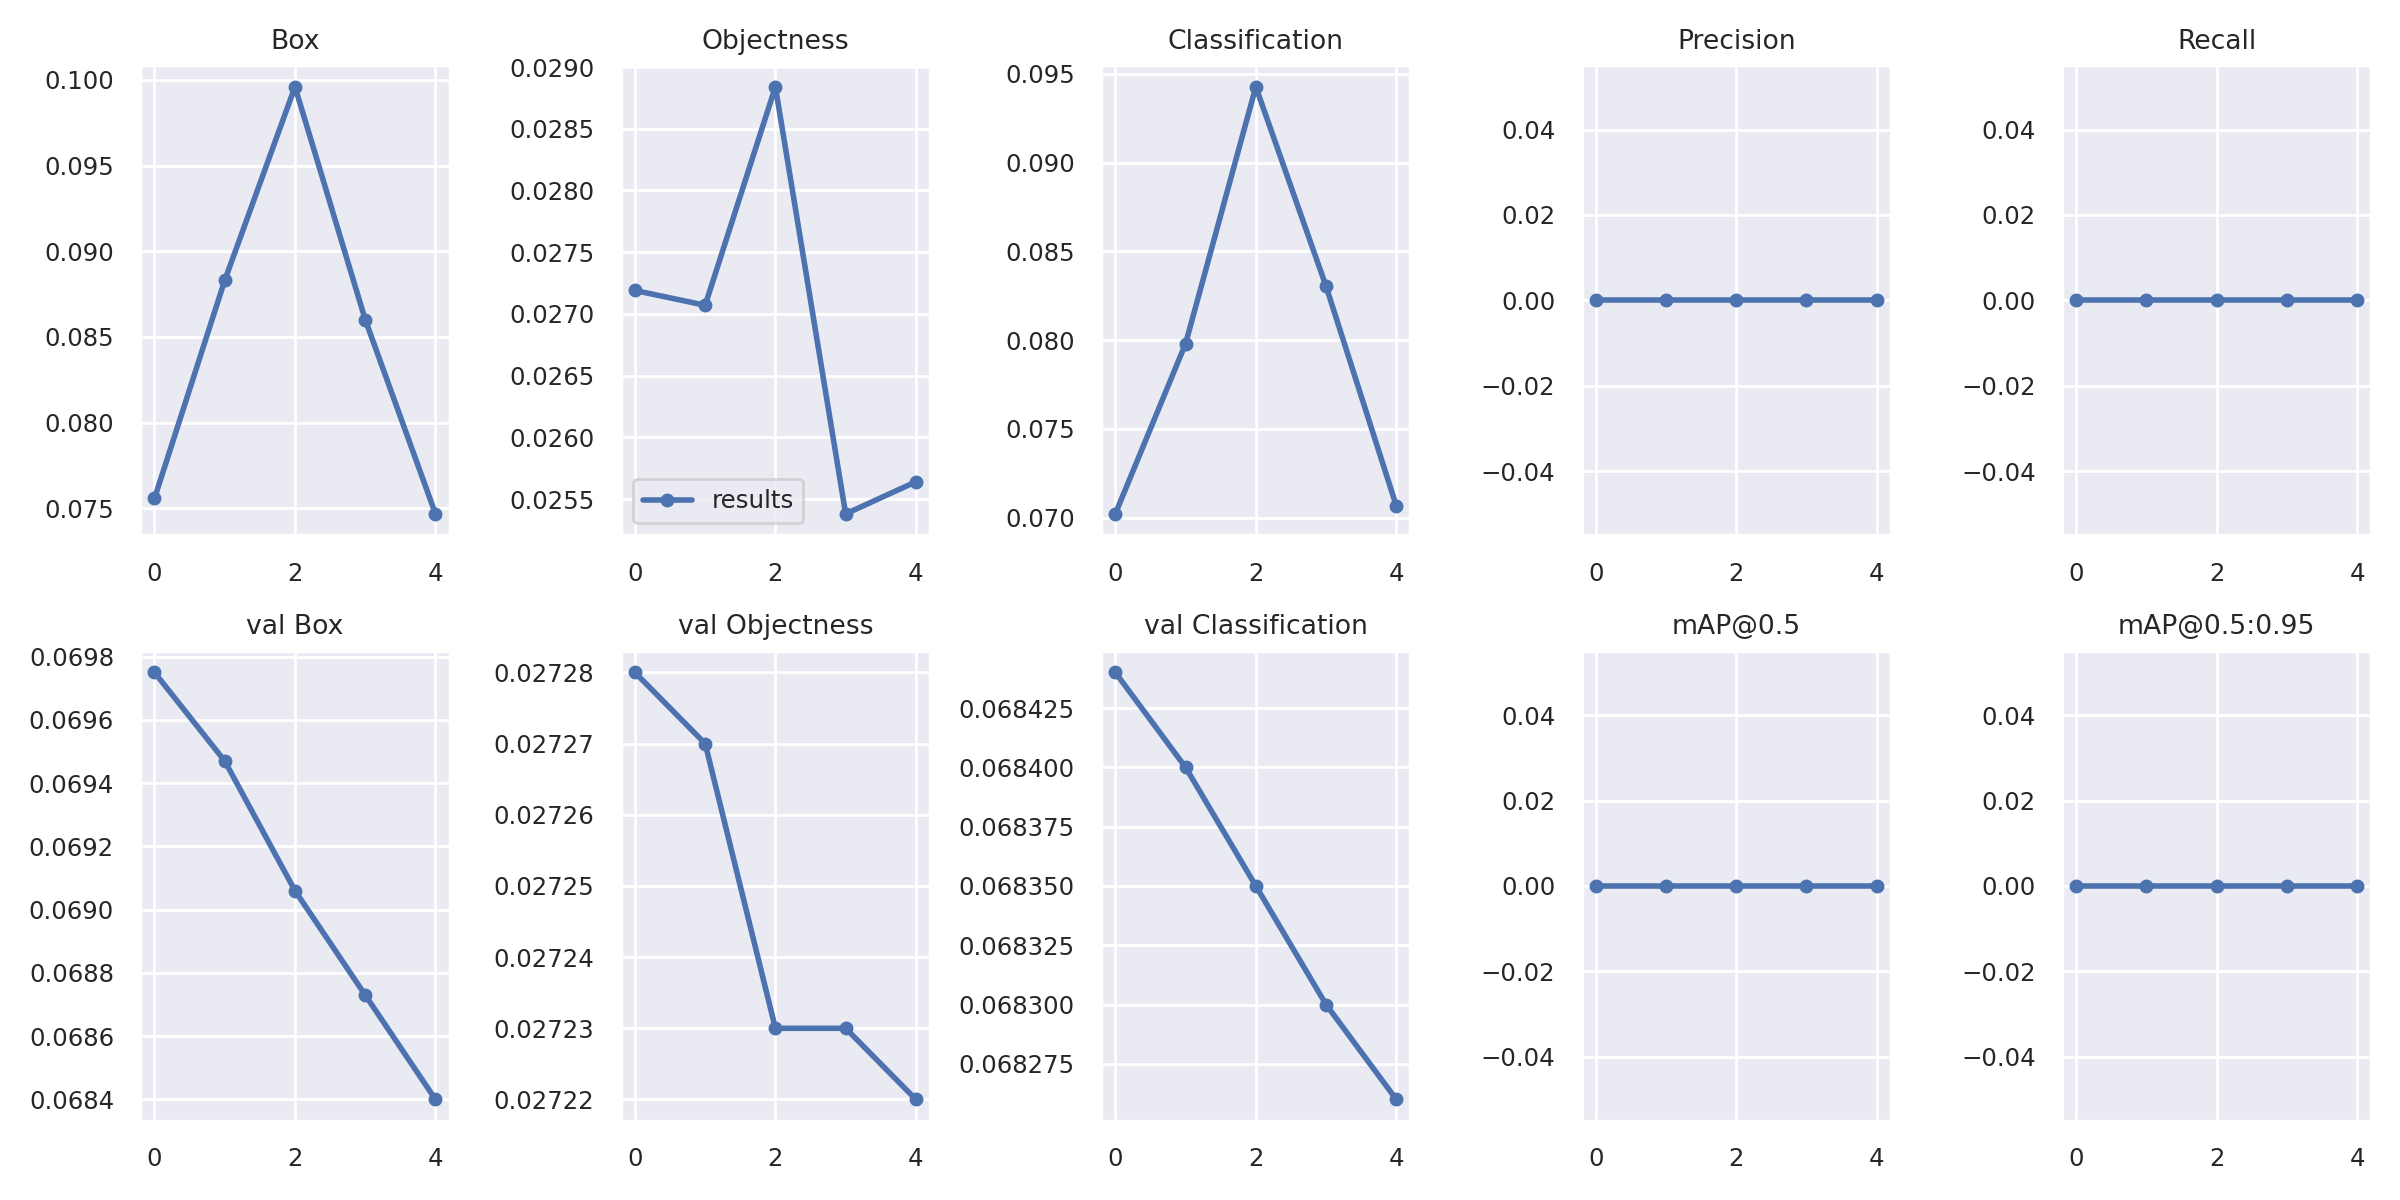 Box
0.100
0.095
0.090
0.085
0.080
0.075
0 2 4
Objectness
0.0290
0.0285
0.0280
0.0275
0.0270
0.0265
0.0260
0.0255
results
0 2 4
Classification
0.095
0.090
0.085
0.080
0.075
0.070
0 2 4
Precision
0.04
0.02
0.00
−0.02
−0.04
0 2 4
Recall
0.04
0.02
0.00
−0.02
−0.04
0 2 4
val Box
0.0698
0.0696
0.0694
0.0692
0.0690
0.0688
0.0686
0.0684
0 2 4
val Objectness
0.02728
0.02727
0.02726
0.02725
0.02724
0.02723
0.02722
0 2 4
val Classification
0.068425
0.068400
0.068375
0.068350
0.068325
0.068300
0.068275
0 2 4
mAP@0.5
0.04
0.02
0.00
−0.02
−0.04
0 2 4
mAP@0.5:0.95
0.04
0.02
0.00
−0.02
−0.04
0 2 4